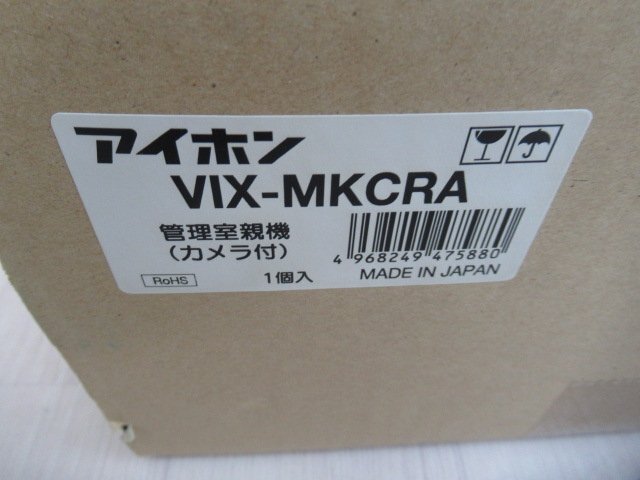 アイホン
VIX-MKCRA
管理室親機
(カメラ付)
4 968249 475880
RoHS
1個入
MADE IN JAPAN